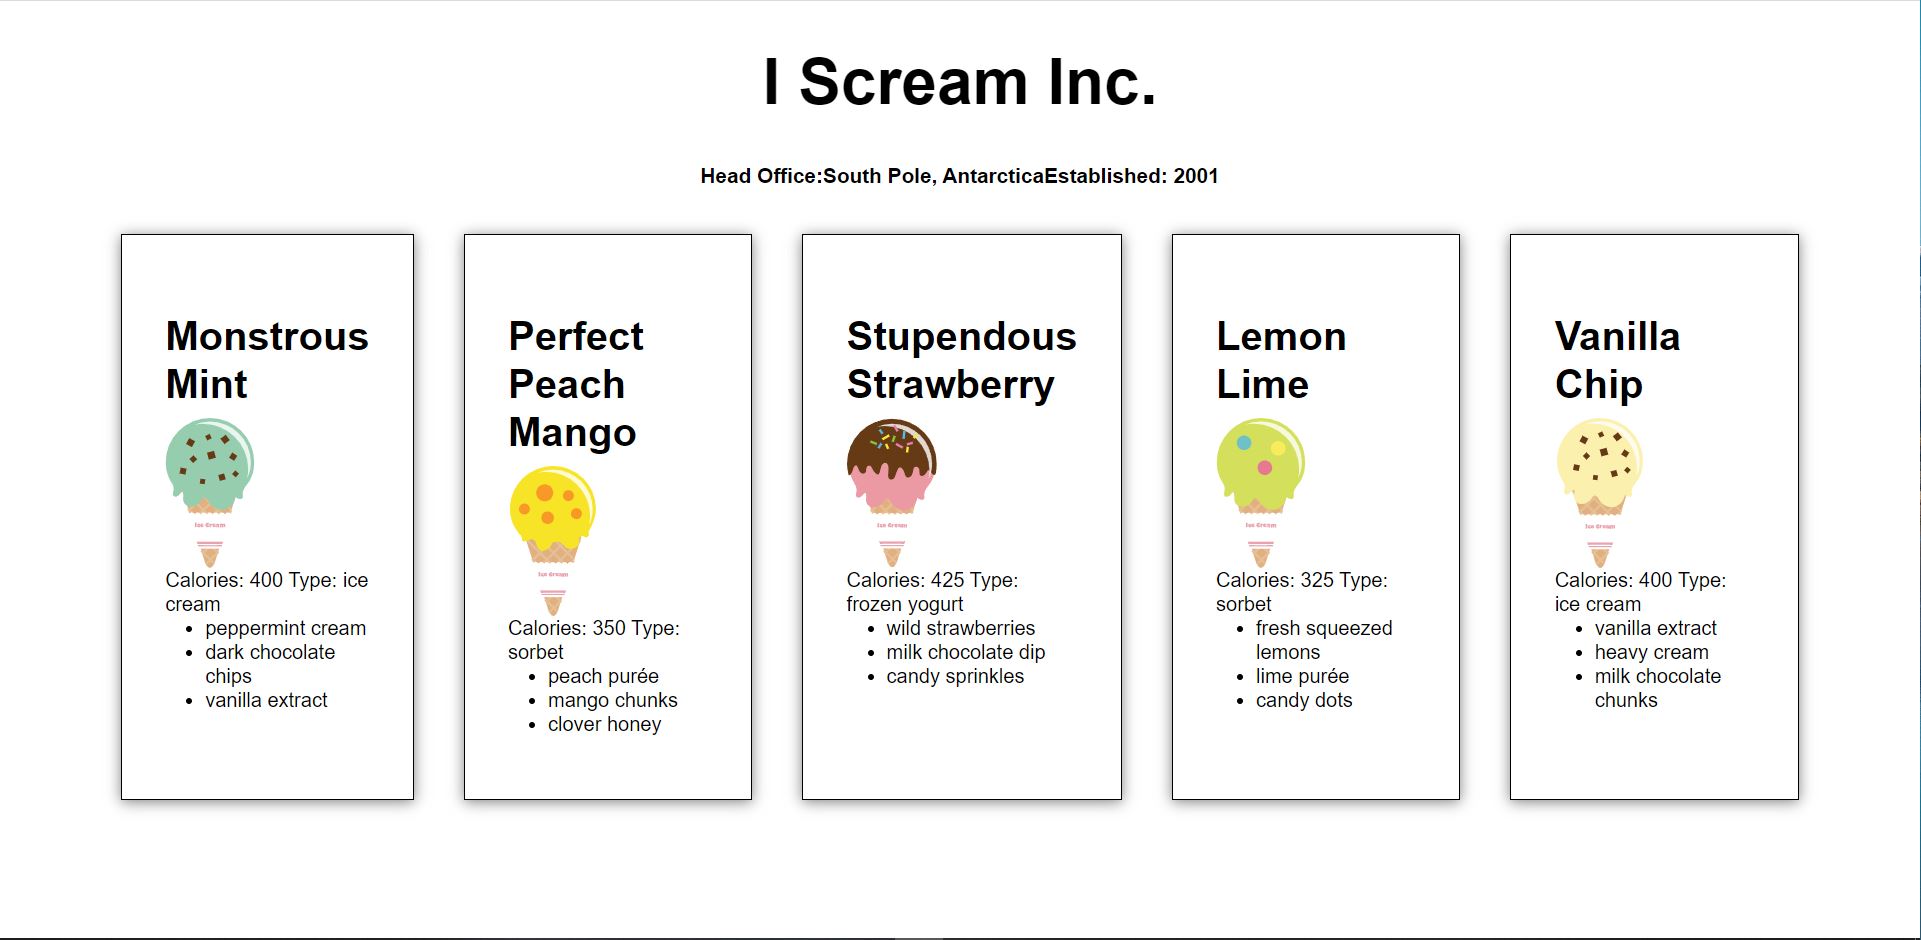 I Scream Inc.
Head Office:South Pole, AntarcticaEstablished: 2001
Monstrous
Mint
Ice Cream
Calories: 400 Type: ice
cream
• peppermint cream
• dark chocolate
chips
• vanilla extract
Perfect
Peach
Mango
Ice Cream
Calories: 350 Type:
sorbet
• peach purée
• mango chunks
• clover honey
Stupendous
Strawberry
Ice Cream
Calories: 425 Type:
frozen yogurt
• wild strawberries
• milk chocolate dip
• candy sprinkles
Lemon
Lime
Ice Cream
Calories: 325 Type:
sorbet
• fresh squeezed
lemons
• lime purée
• candy dots
Vanilla
Chip
Ice Cream
Calories: 400 Type:
ice cream
• vanilla extract
• heavy cream
• milk chocolate
chunks